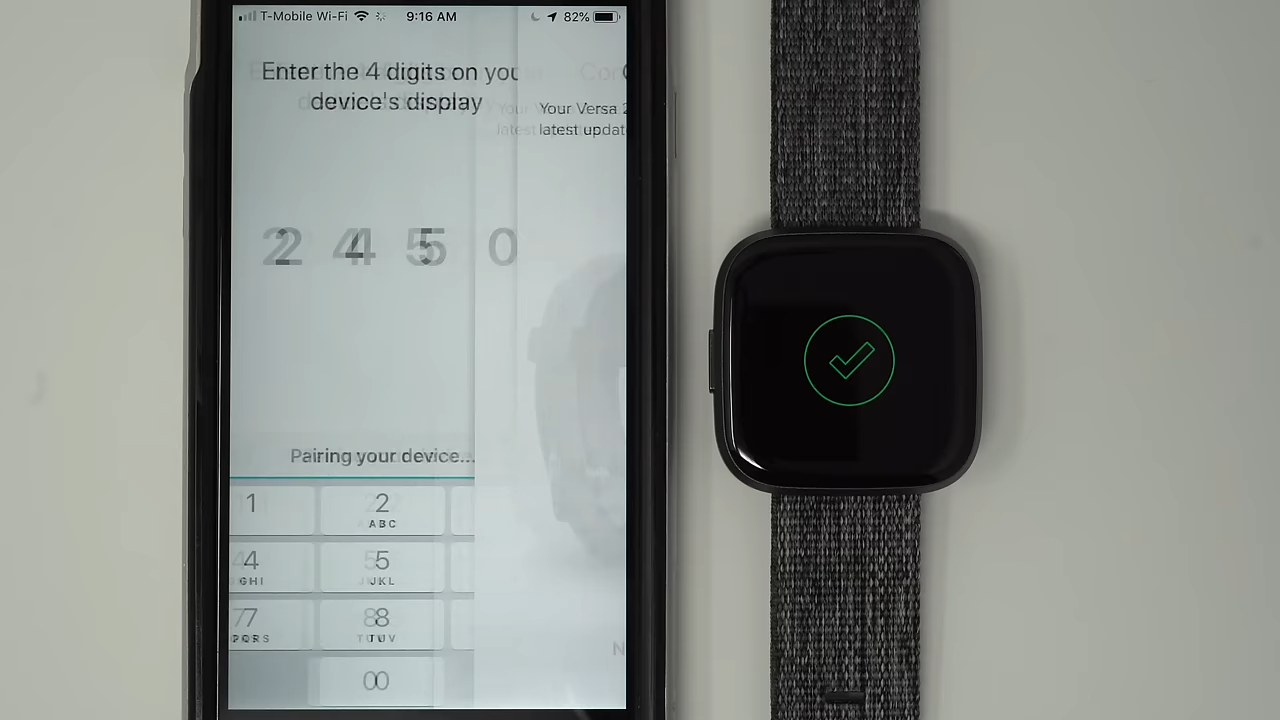 T-Mobile Wi-Fi 9:16 AM 82%
Enter the 4 digits on you
device's display
Your Versa 2
latest updat
2 4 5 0
Pairing your device...
1 2
ABC
4 5
GHI JKL
7 8
PQRS TUV
0
N